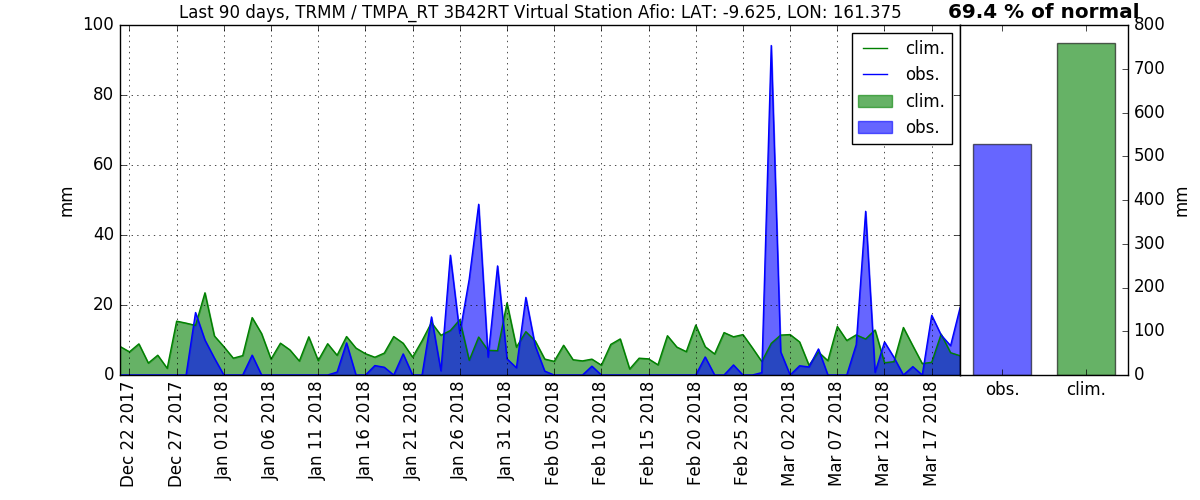 Last 90 days, TRMM / TMPA_RT 3B42RT Virtual Station Afio: LAT: -9.625, LON: 161.375
69.4 % of normal
100
80
60
40
20
0
mm
clim.
obs.
clim.
obs.
800
700
600
500
400
300
200
100
0
mm
obs.
clim.
Dec 22 2017
Dec 27 2017
Jan 01 2018
Jan 06 2018
Jan 11 2018
Jan 16 2018
Jan 21 2018
Jan 26 2018
Jan 31 2018
Feb 05 2018
Feb 10 2018
Feb 15 2018
Feb 20 2018
Feb 25 2018
Mar 02 2018
Mar 07 2018
Mar 12 2018
Mar 17 2018